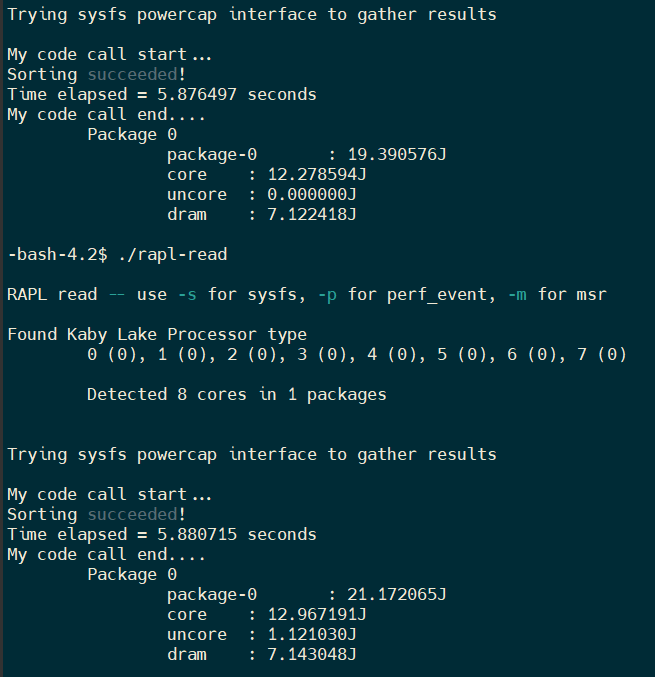 Trying sysfs powercap interface to gather results
My code call start...
Sorting succeeded!
Time elapsed = 5.876497 seconds
My code call end....
Package 0
package-0 : 19.390576J
core : 12.278594J
uncore : 0.000000J
dram : 7.122418J
-bash-4.2$ ./rapl-read
RAPL read -- use -s for sysfs, -p for perf_event, -m for msr
Found Kaby Lake Processor type
0 (0), 1 (0), 2 (0), 3 (0), 4 (0), 5 (0), 6 (0), 7 (0)
Detected 8 cores in 1 packages
Trying sysfs powercap interface to gather results
My code call start...
Sorting succeeded!
Time elapsed = 5.880715 seconds
My code call end....
Package 0
package-0 : 21.172065J
core : 12.967191J
uncore : 1.121030J
dram : 7.143048J